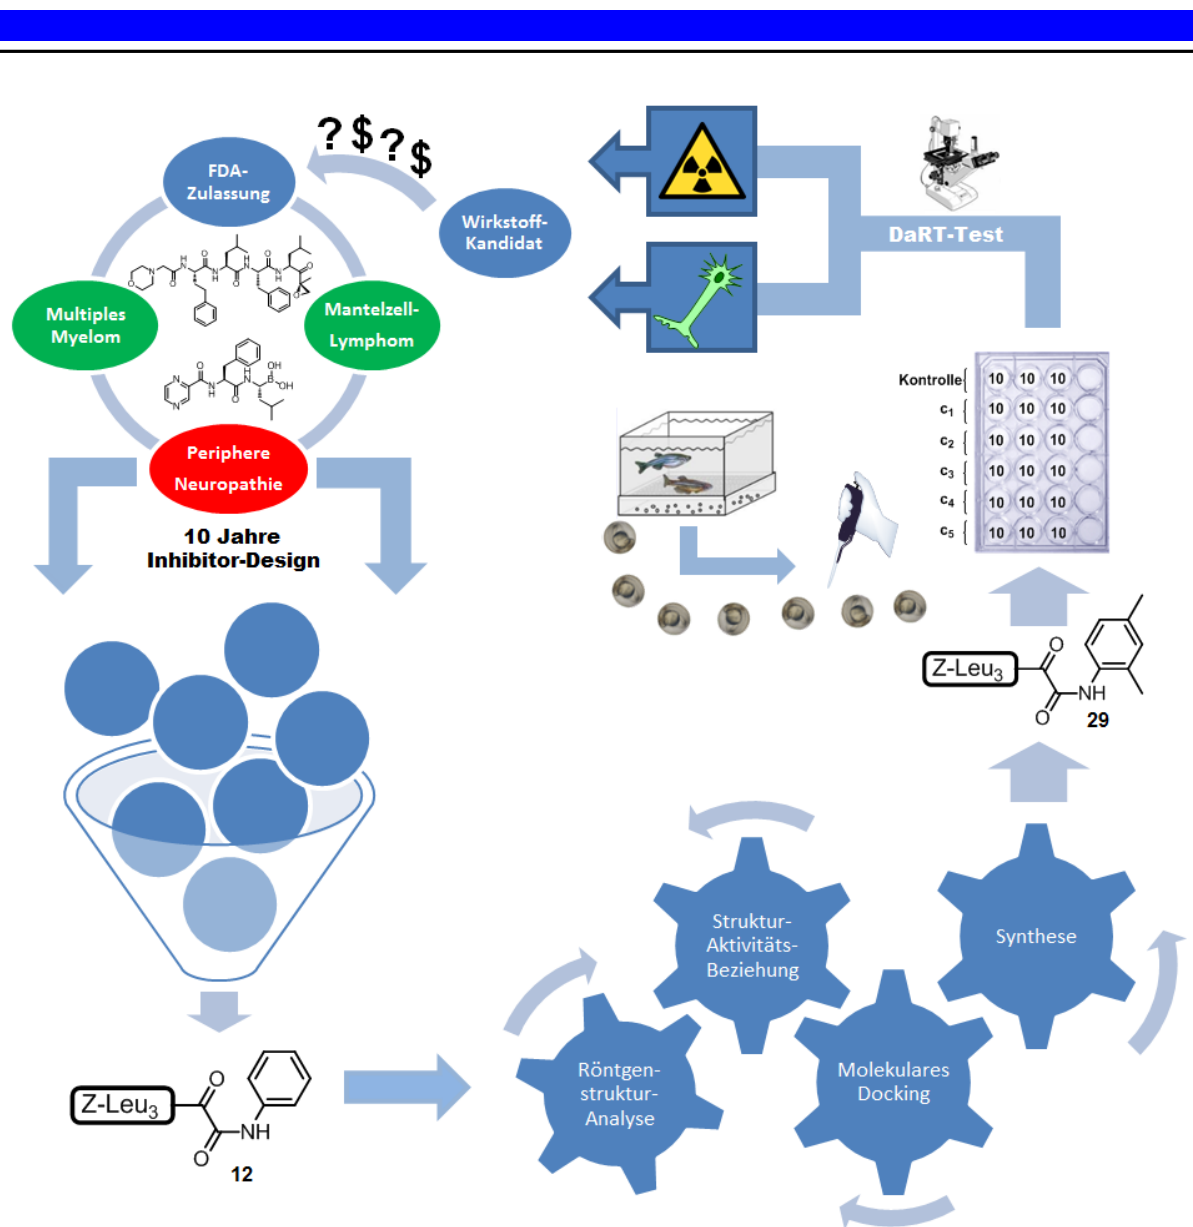 ? $ ? $
FDA-
Zulassung
Wirkstoff-
Kandidat
Multiples
Myelom
Mantelzell-
Lymphom
O
N
O
H
N
O
N
H
O
H
N
O
N
H
O
O
O
N
N
O
N
H
O
H
N
OH
B
OH
Periphere
Neuropathie
10 Jahre
Inhibitor-Design
DaRT-Test
Kontrolle{ 10 10 10
c1 { 10 10 10
c2 { 10 10 10
c3 { 10 10 10
c4 { 10 10 10
c5 { 10 10 10
Z-Leu3
O
O
NH
29
Struktur-
Aktivitäts-
Beziehung
Synthese
Röntgen-
struktur-
Analyse
Molekulares
Docking
Z-Leu3
O
O
NH
12